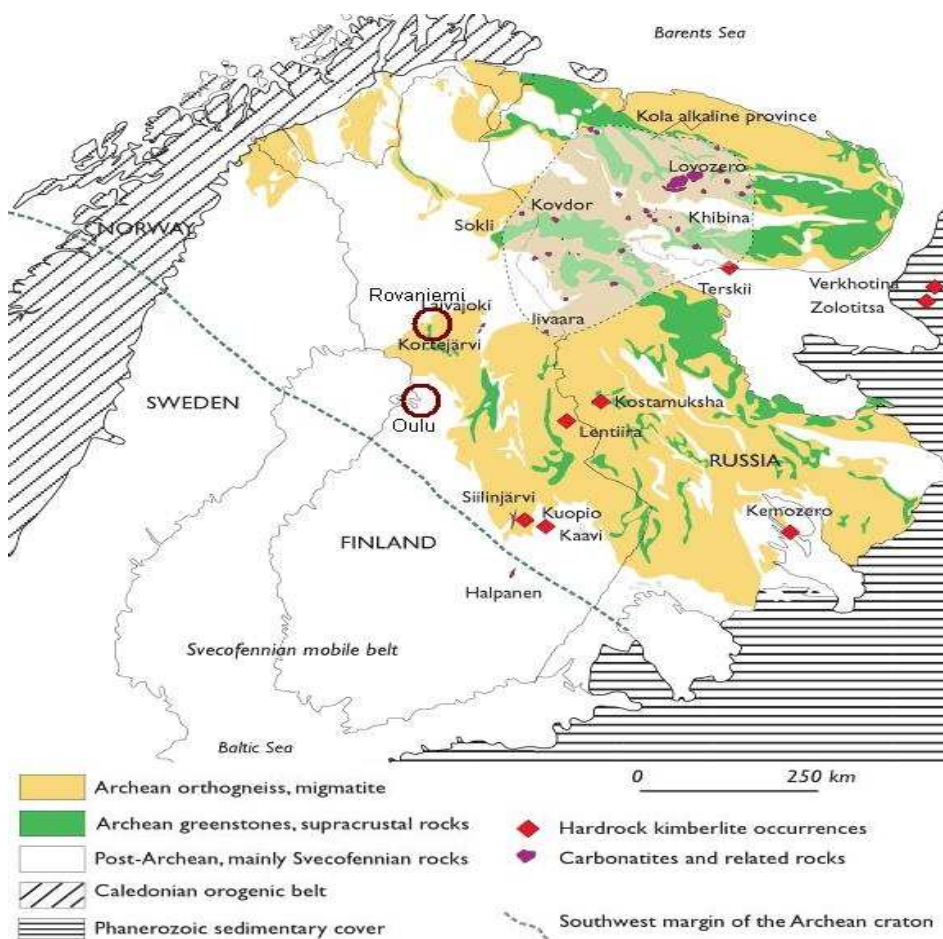 Barents Sea
Kola alkaline province
Lovozero
Kovdor
Khibina
NORWAY
Sokli
Terskii
Verkhotina
Zolotitsa
Rovaniemi
Laivajoki
Iivaara
Kortejärvi
SWEDEN
Kostamuksha
Oulu
Lentiira
RUSSIA
Siilinjärvi
Kuopio
Kemozero
FINLAND
Kaavi
Halpanen
Svecofennian mobile belt
Baltic Sea
0 250 km
Archean orthogneiss, migmatite
Archean greenstones, supracrustal rocks
Post-Archean, mainly Svecofennian rocks
Caledonian orogenic belt
Phanerozoic sedimentary cover
Hardrock kimberlite occurrences
Carbonatites and related rocks
Southwest margin of the Archean craton